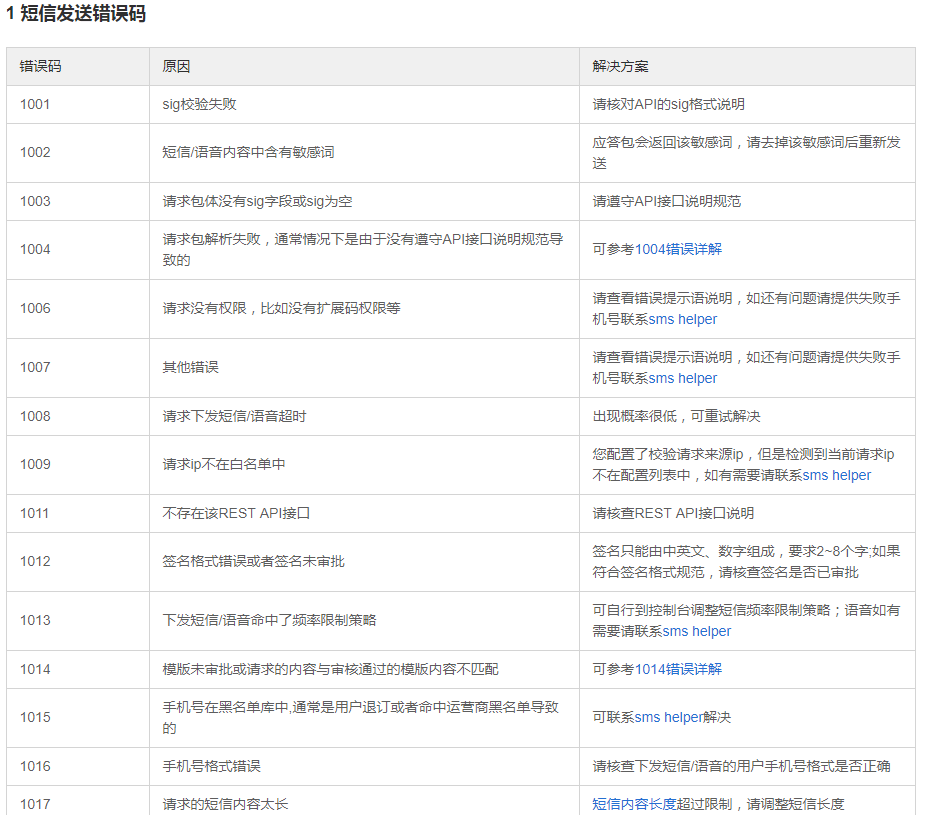 1 短信发送错误码
错误码 原因 解决方案
1001 sig校验失败 请核对API的sig格式说明
1002 短信/语音内容中含有敏感词 应答包会返回该敏感词，请去掉该敏感词后重新发
送
1003 请求包体没有sig字段或sig为空 请遵守API接口说明规范
1004 请求包解析失败，通常情况下是由于没有遵守API接口说明规范导
致的 可参考1004错误详解
1006 请求没有权限，比如没有扩展码权限等 请查看错误提示语说明，如还有问题请提供失败手
机号联系sms helper
1007 其他错误 请查看错误提示语说明，如还有问题请提供失败手
机号联系sms helper
1008 请求下发短信/语音超时 出现概率很低，可重试解决
1009 请求ip不在白名单中 您配置了校验请求来源ip，但是检测到当前请求ip
不在配置列表中，如有需要请联系sms helper
1011 不存在该REST API接口 请核查REST API接口说明
1012 签名格式错误或者签名未审批 签名只能由中英文、数字组成，要求2~8个字;如果
符合签名格式规范，请核查签名是否已审批
1013 下发短信/语音命中了频率限制策略 可自行到控制台调整短信频率限制策略；语音如有
需要请联系sms helper
1014 模版未审批或请求的内容与审核通过的模版内容不匹配 可参考1014错误详解
1015 手机号在黑名单库中,通常是用户退订或者命中运营商黑名单导致
的 可联系sms helper解决
1016 手机号格式错误 请核查下发短信/语音的用户手机号格式是否正确
1017 请求的短信内容太长 短信内容长度超过限制，请调整短信长度